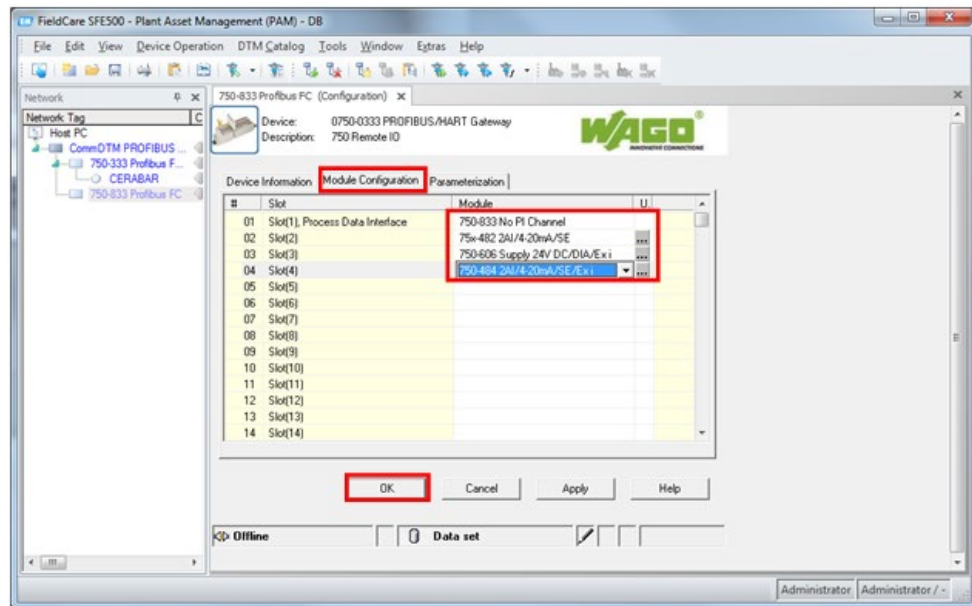 FieldCare SFE500 - Plant Asset Management (PAM) - DB
File Edit View Device Operation DTM Catalog Tools Window Extras Help
Network
750-833 Profibus FC (Configuration)
Network Tag C
Host PC
CommDTM PROFIBUS ...
750-333 Profibus F...
CERABAR
750-833 Profibus FC
Device: 0750-0333 PROFIBUS/HART Gateway
Description: 750 Remote IO
WAGO
INNOVATIVE CONNECTIONS
Device Information Module Configuration Parameterization
# Slot Module U
01 Slot(1), Process Data Interface 750-833 No PI Channel
02 Slot(2) 75x-482 2AI/4-20mA/SE ...
03 Slot(3) 750-606 Supply 24V DC/DIA/Ex i ...
04 Slot(4) 750-484 2AI/4-20mA/SE/Ex i ...
05 Slot(5)
06 Slot(6)
07 Slot(7)
08 Slot(8)
09 Slot(9)
10 Slot(10)
11 Slot(11)
12 Slot(12)
13 Slot(13)
14 Slot(14)
OK Cancel Apply Help
Offline Data set
Administrator Administrator / -